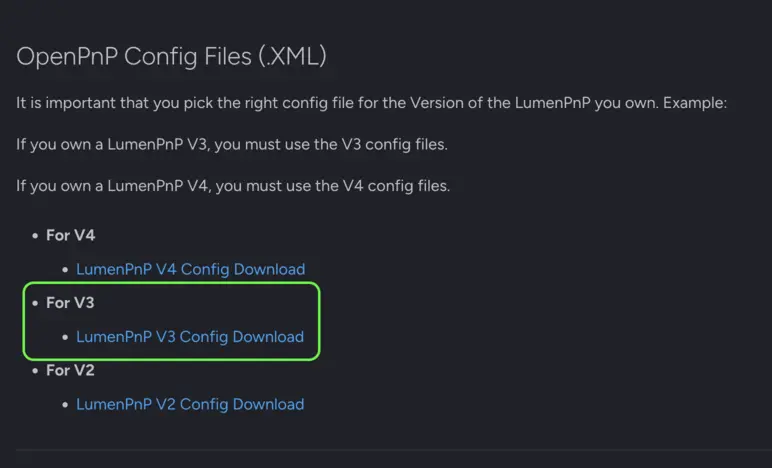 OpenPnP Config Files (.XML)
It is important that you pick the right config file for the Version of the LumenPnP you own. Example:
If you own a LumenPnP V3, you must use the V3 config files.
If you own a LumenPnP V4, you must use the V4 config files.
• For V4
• LumenPnP V4 Config Download
• For V3
• LumenPnP V3 Config Download
• For V2
• LumenPnP V2 Config Download